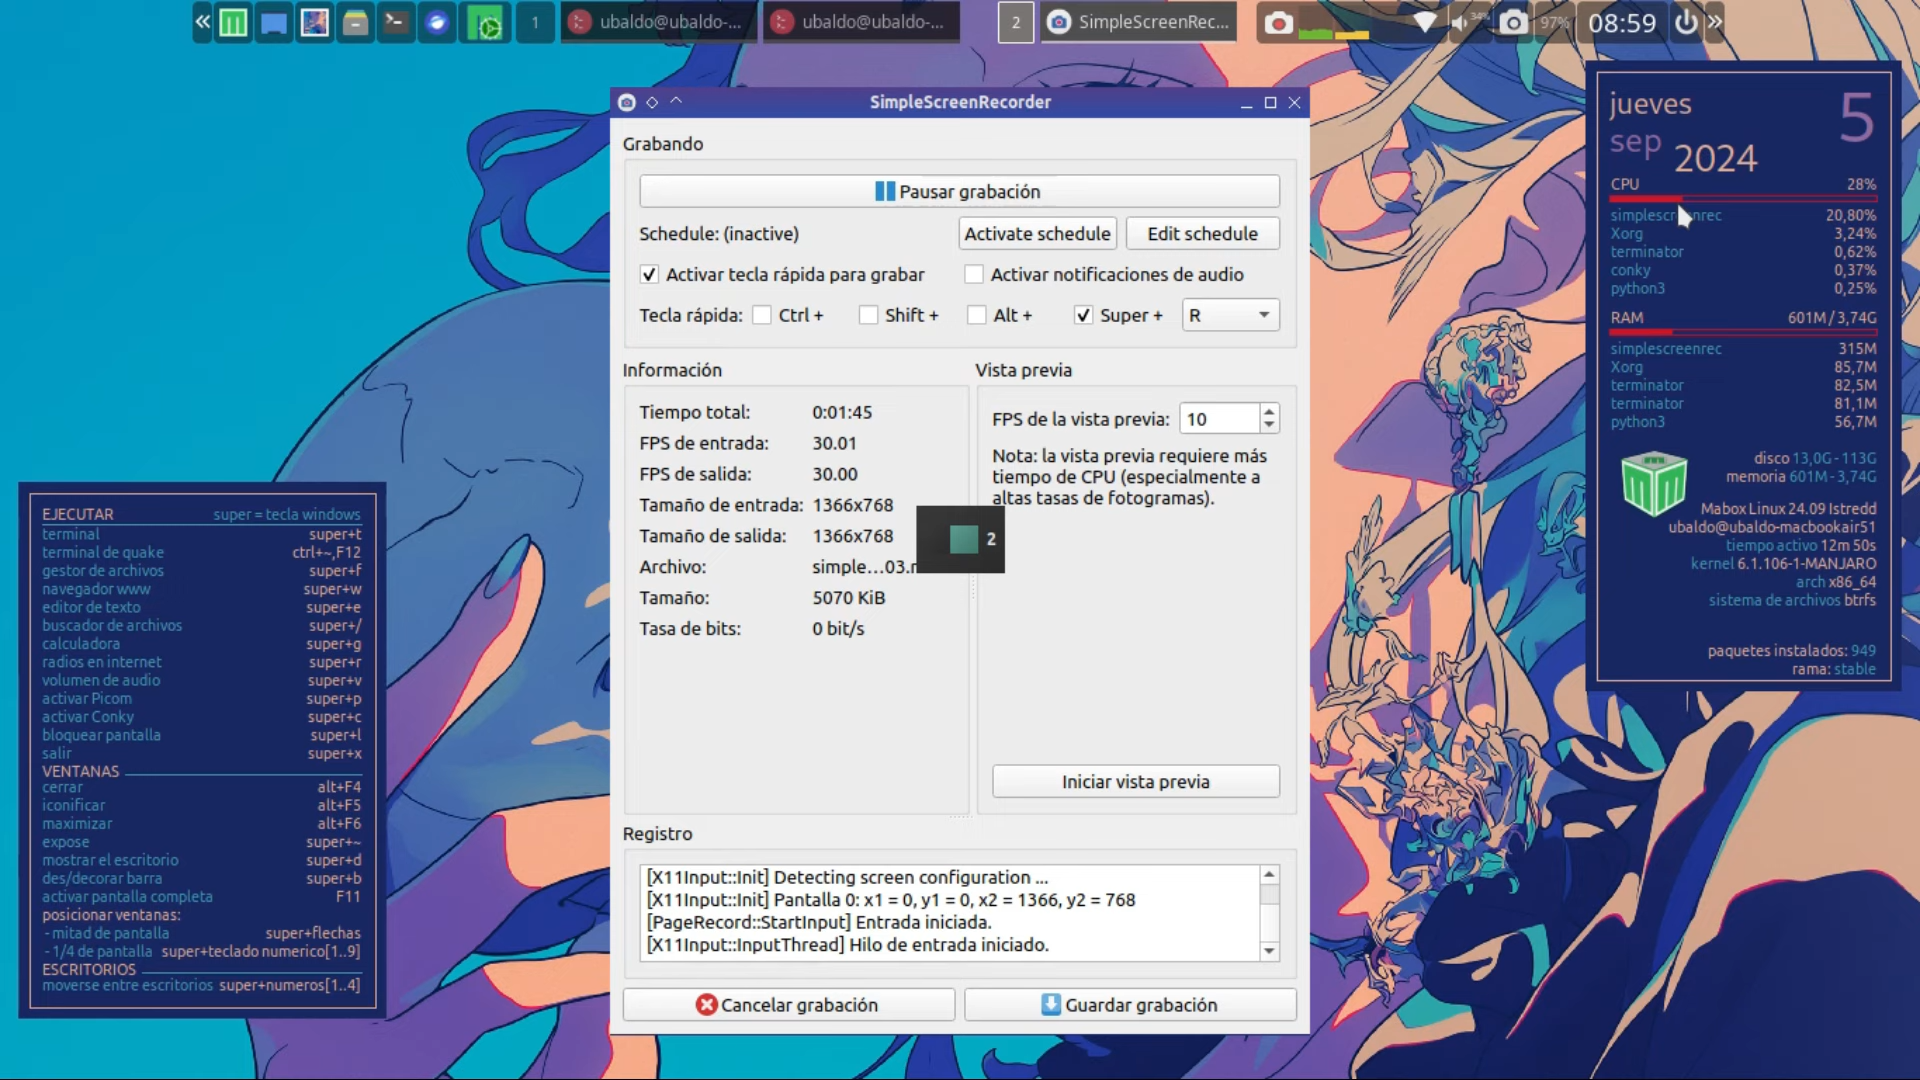 «
1
ubaldo@ubaldo-...
ubaldo@ubaldo-...
2
SimpleScreenRec...
34%
97%
08:59
»
SimpleScreenRecorder
Grabando
Pausar grabación
Schedule: (inactive)
Activate schedule
Edit schedule
Activar tecla rápida para grabar
Activar notificaciones de audio
Tecla rápida: Ctrl + Shift + Alt + Super + R
Información
Tiempo total: 0:01:45
FPS de entrada: 30.01
FPS de salida: 30.00
Tamaño de entrada: 1366x768
Tamaño de salida: 1366x768
Archivo: simple...03.
Tamaño: 5070 KiB
Tasa de bits: 0 bit/s
Vista previa
FPS de la vista previa: 10
Nota: la vista previa requiere más
tiempo de CPU (especialmente a
altas tasas de fotogramas).
2
Iniciar vista previa
Registro
[X11Input::Init] Detecting screen configuration ...
[X11Input::Init] Pantalla 0: x1 = 0, y1 = 0, x2 = 1366, y2 = 768
[PageRecord::StartInput] Entrada iniciada.
[X11Input::InputThread] Hilo de entrada iniciado.
Cancelar grabación
Guardar grabación
EJECUTAR super = tecla windows
terminal super+t
terminal de quake ctrl+~,F12
gestor de archivos super+f
navegador www super+w
editor de texto super+e
buscador de archivos super+/
calculadora super+g
radios en internet super+r
volumen de audio super+v
activar Picom super+p
activar Conky super+c
bloquear pantalla super+l
salir super+x
VENTANAS
cerrar alt+F4
iconificar alt+F5
maximizar alt+F6
expose super+~
mostrar el escritorio super+d
des/decorar barra super+b
activar pantalla completa F11
posicionar ventanas:
- mitad de pantalla super+flechas
- 1/4 de pantalla super+teclado numerico[1..9]
ESCRITORIOS
moverse entre escritorios super+numeros[1..4]
jueves 5
sep 2024
CPU 28%
simplescreenrec 20,80%
Xorg 3,24%
terminator 0,62%
conky 0,37%
python3 0,25%
RAM 601M / 3,74G
simplescreenrec 315M
Xorg 85,7M
terminator 82,5M
terminator 81,1M
python3 56,7M
disco 13,0G - 113G
memoria 601M - 3,74G
Mabox Linux 24.09 Istredd
ubaldo@ubaldo-macbookair51
tiempo activo 12m 50s
kernel 6.1.106-1-MANJARO
arch x86_64
sistema de archivos btrfs
paquetes instalados: 949
rama: stable